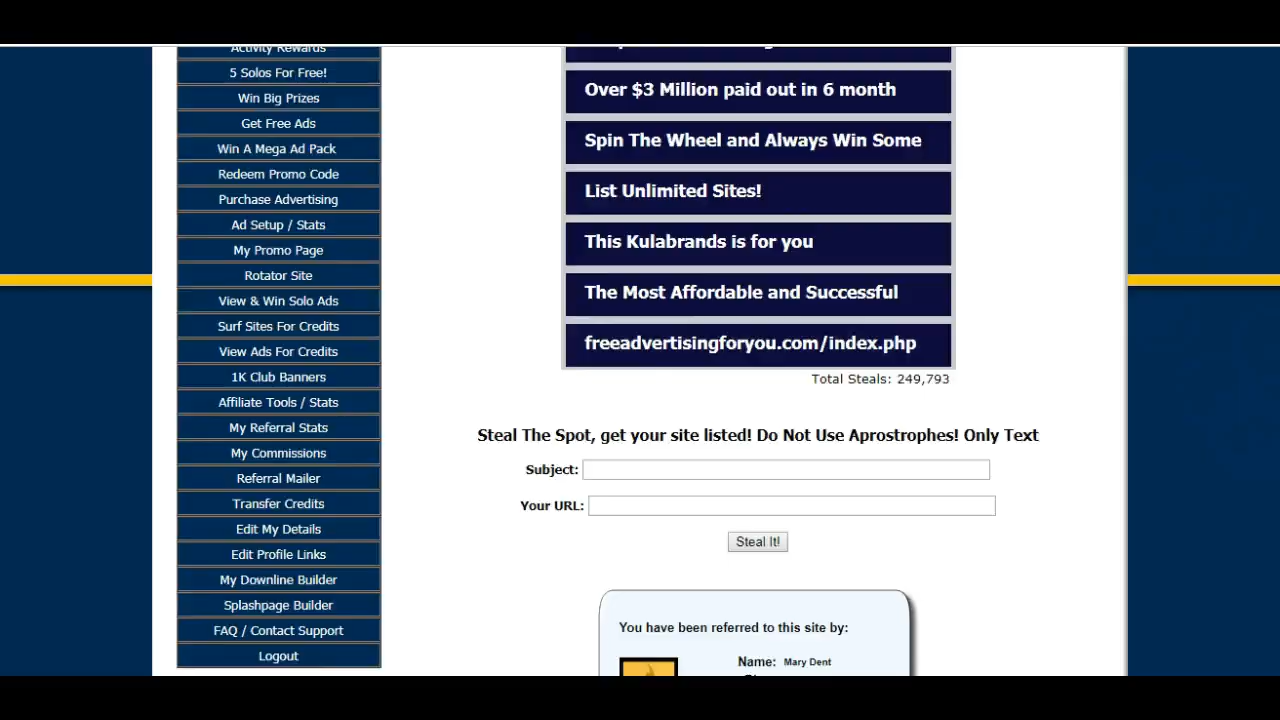 Activity Rewards
5 Solos For Free!
Win Big Prizes
Get Free Ads
Win A Mega Ad Pack
Redeem Promo Code
Purchase Advertising
Ad Setup / Stats
My Promo Page
Rotator Site
View & Win Solo Ads
Surf Sites For Credits
View Ads For Credits
1K Club Banners
Affiliate Tools / Stats
My Referral Stats
My Commissions
Referral Mailer
Transfer Credits
Edit My Details
Edit Profile Links
My Downline Builder
Splashpage Builder
FAQ / Contact Support
Logout
Over $3 Million paid out in 6 month
Spin The Wheel and Always Win Some
List Unlimited Sites!
This Kulabrands is for you
The Most Affordable and Successful
freeadvertisingforyou.com/index.php
Total Steals: 249,793
Steal The Spot, get your site listed! Do Not Use Aprostrophes! Only Text
Subject:
Your URL:
Steal It!
You have been referred to this site by:
Name: Mary Dent